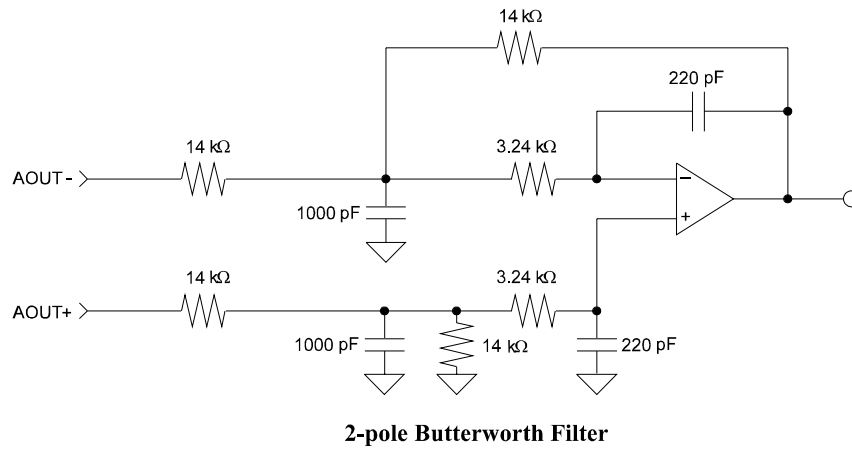 14 kΩ
220 pF
14 kΩ
3.24 kΩ
AOUT -
−
1000 pF
+
14 kΩ
3.24 kΩ
AOUT+
1000 pF
14 kΩ
220 pF
2-pole Butterworth Filter